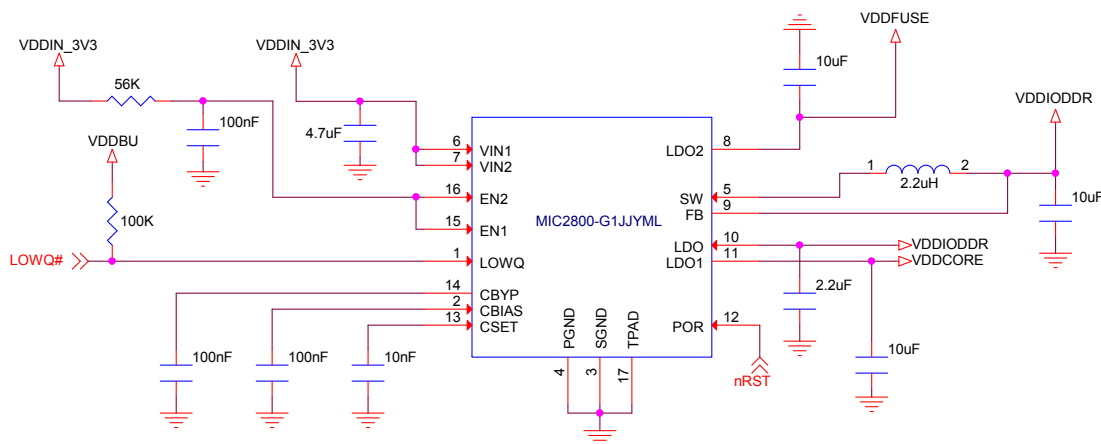 VDDFUSE
VDDIN_3V3
VDDIN_3V3
10uF
56K
VDDIODDR
100nF
4.7uF
VDDBU
6 VIN1
7 VIN2
LDO2 8
1 2
2.2uH
16 EN2
SW 5
10uF
FB 9
100K
15 EN1
MIC2800-G1JJYML
LDO 10
VDDIODDR
LOWQ#
1 LOWQ
LDO1 11
VDDCORE
14 CBYP
2 CBIAS
13 CSET
2.2uF
PGND
SGND
TPAD
POR 12
100nF
100nF
10nF
10uF
4
3
17
nRST